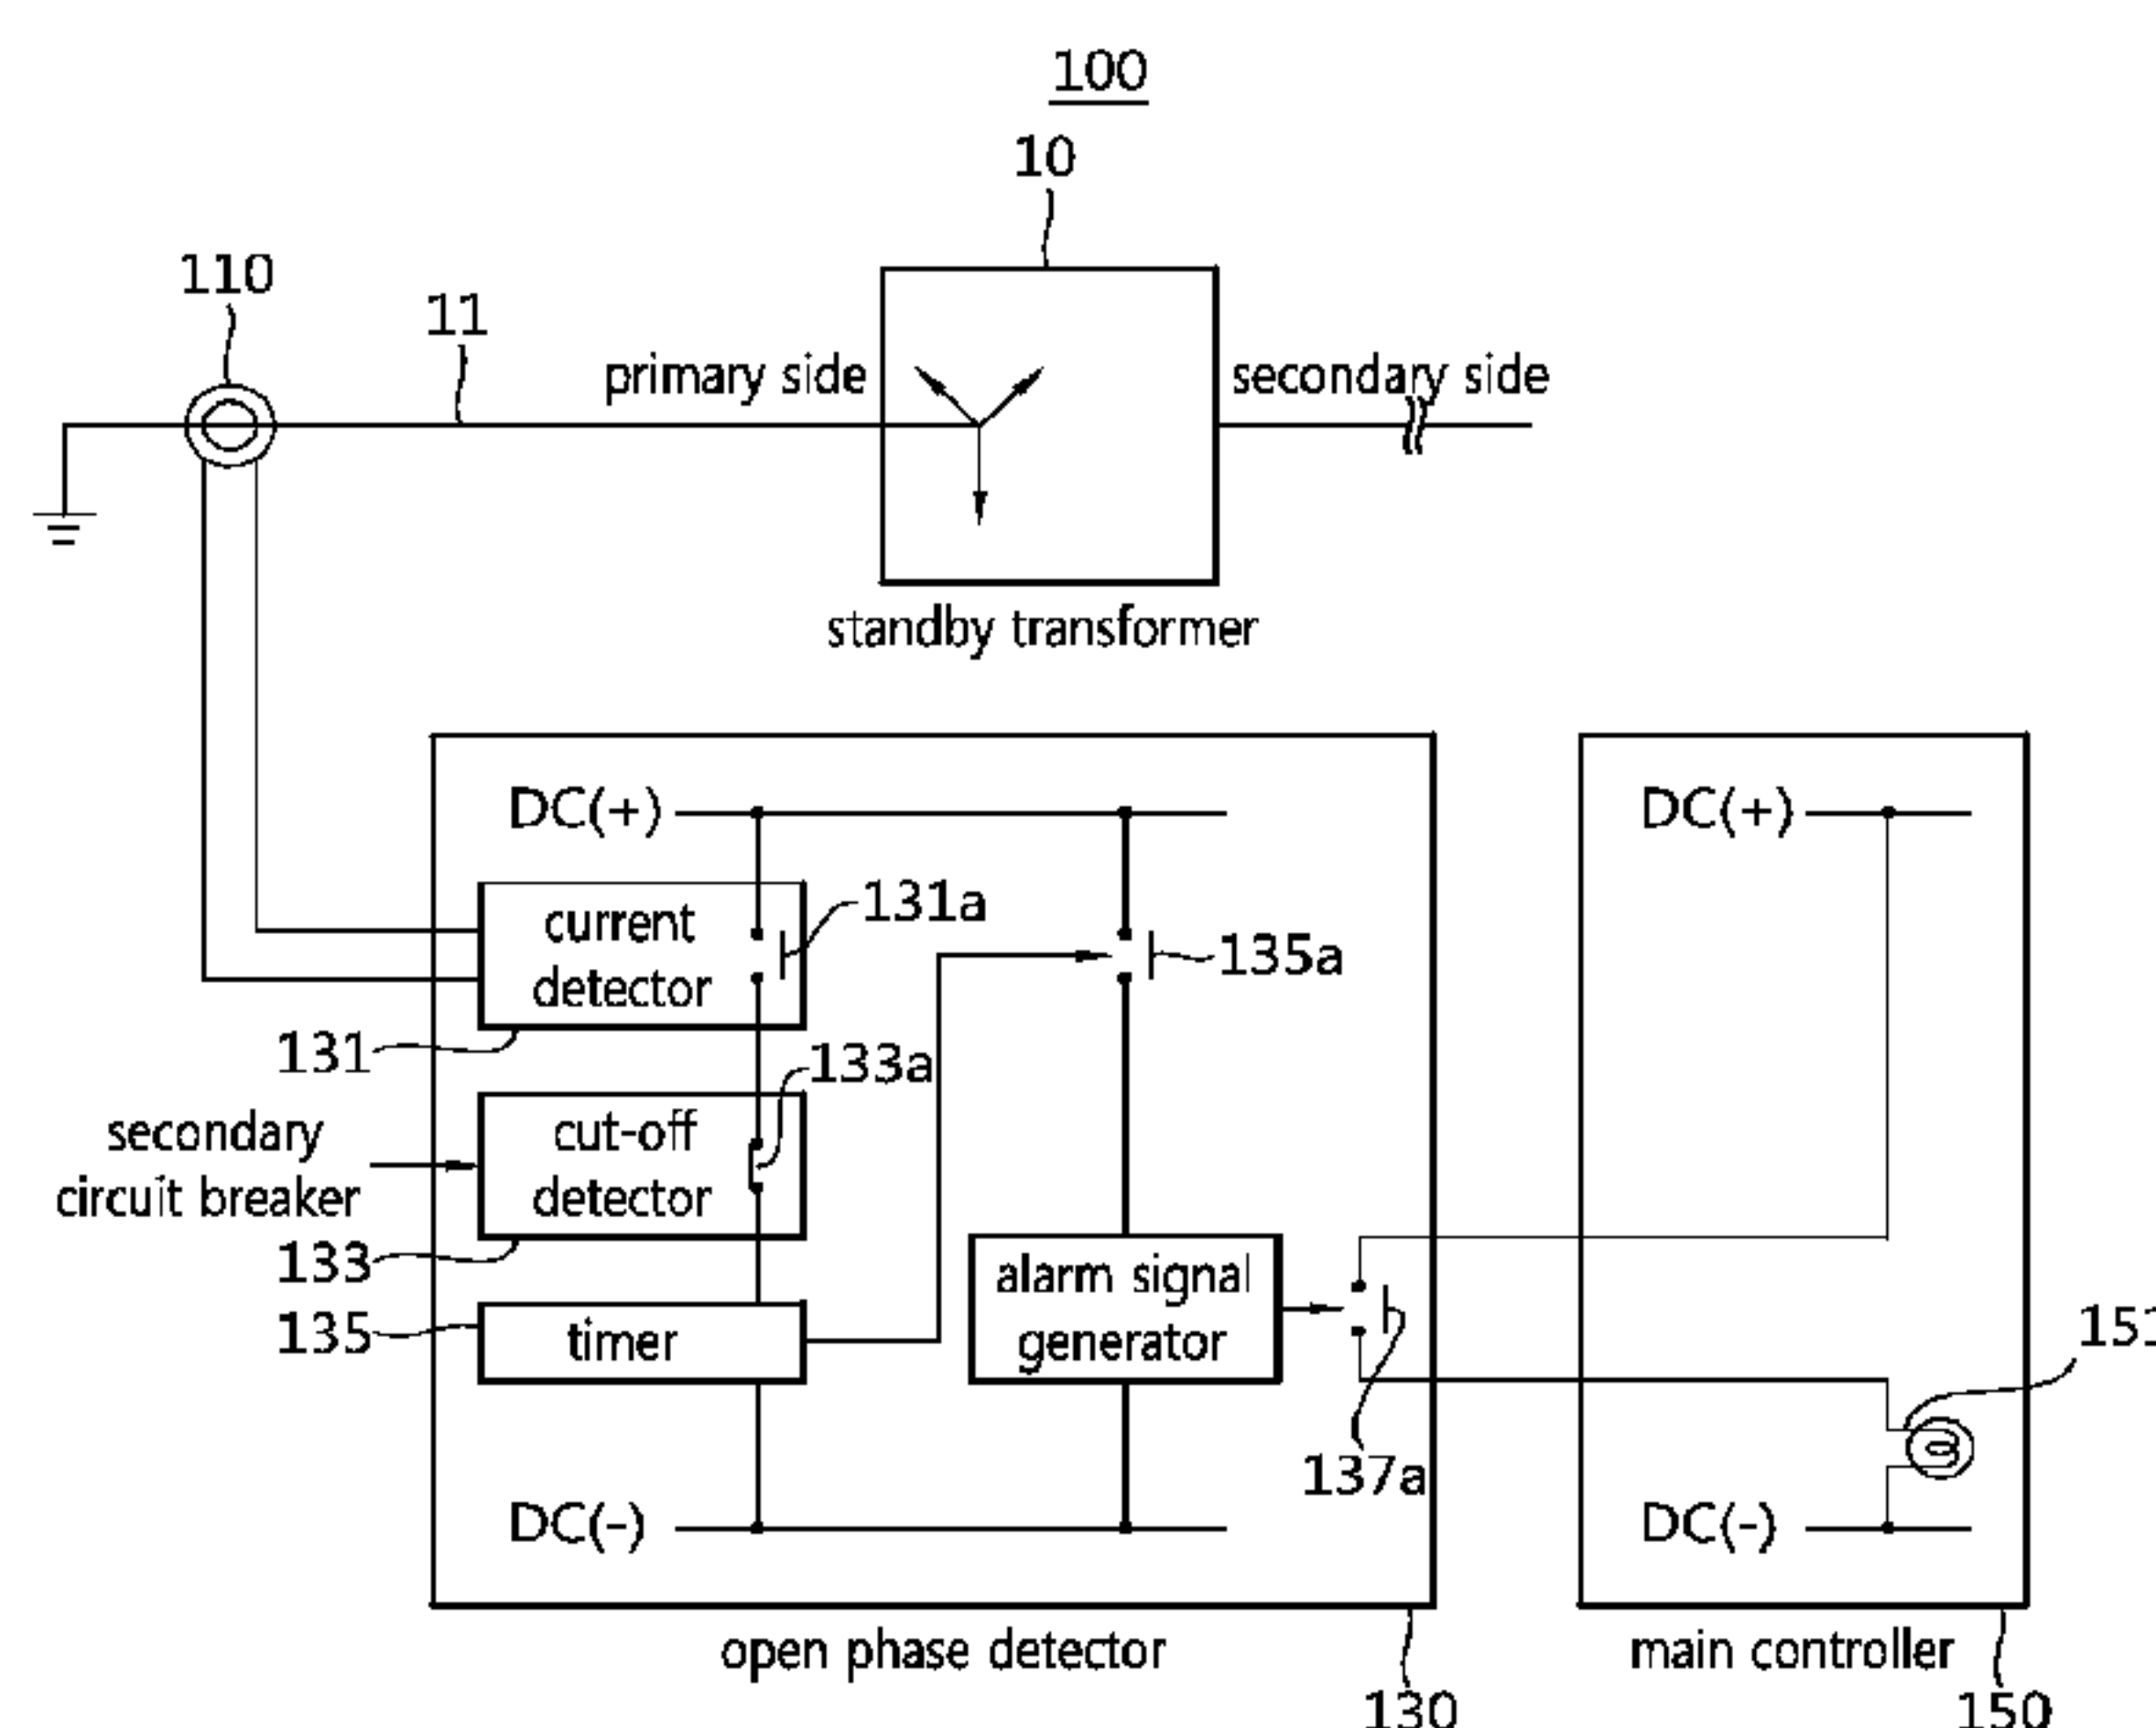 100
10
110
11
primary side
secondary side
standby transformer
DC(+)
DC(+)
current
detector
131a
135a
131
133a
secondary
circuit breaker
cut-off
detector
133
alarm signal
generator
135
timer
151
137a
DC(-)
DC(-)
open phase detector
main controller
130
150